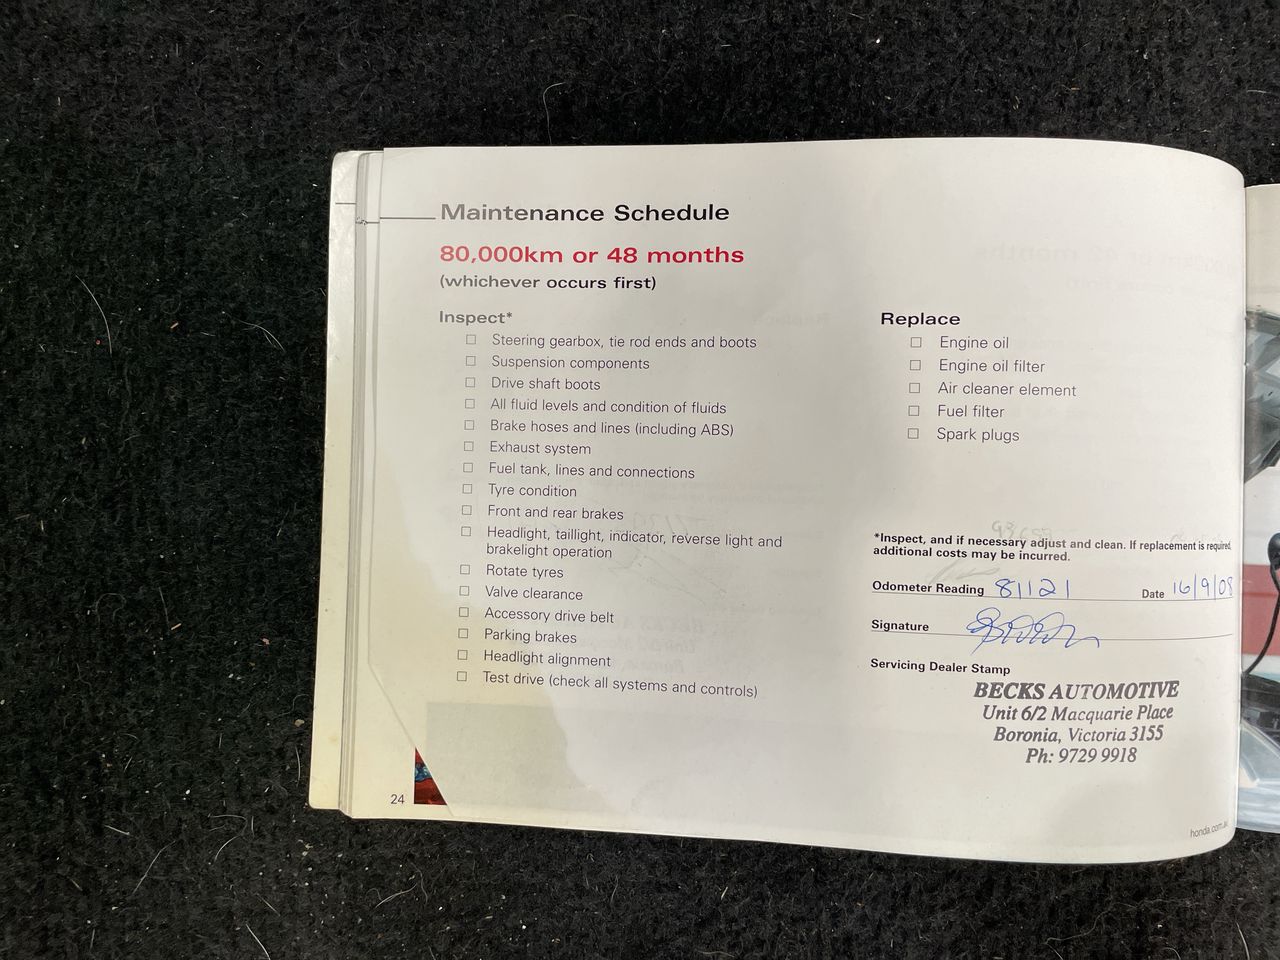 Maintenance Schedule
80,000km or 48 months
(whichever occurs first)
Inspect*
Steering gearbox, tie rod ends and boots
Suspension components
Drive shaft boots
All fluid levels and condition of fluids
Brake hoses and lines (including ABS)
Exhaust system
Fuel tank, lines and connections
Tyre condition
Front and rear brakes
Headlight, taillight, indicator, reverse light and
brakelight operation
Rotate tyres
Valve clearance
Accessory drive belt
Parking brakes
Headlight alignment
Test drive (check all systems and controls)
24
Replace
Engine oil
Engine oil filter
Air cleaner element
Fuel filter
Spark plugs
*Inspect, and if necessary adjust and clean. If replacement is required,
additional costs may be incurred.
Odometer Reading 81121 Date 16/9/08
Signature
Servicing Dealer Stamp
BECKS AUTOMOTIVE
Unit 6/2 Macquarie Place
Boronia, Victoria 3155
Ph: 9729 9918
honda.com.au